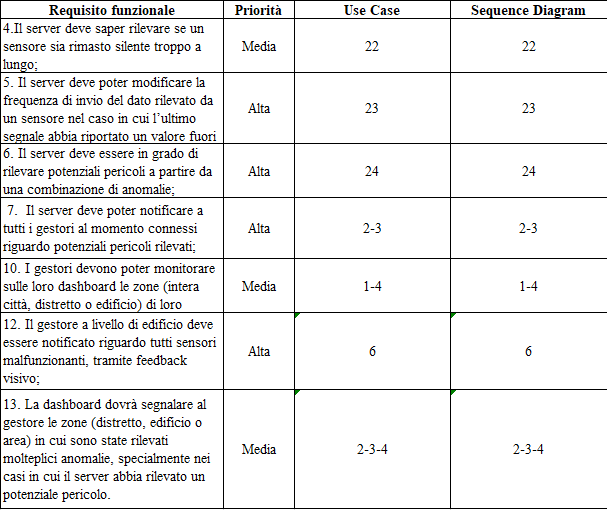 Requisito funzionale Priorità Use Case Sequence Diagram
4.Il server deve saper rilevare se un
sensore sia rimasto silente troppo a
lungo;
Media 22 22
5. Il server deve poter modificare la
frequenza di invio del dato rilevato da
un sensore nel caso in cui l’ultimo
segnale abbia riportato un valore fuori
Alta 23 23
6. Il server deve essere in grado di
rilevare potenziali pericoli a partire da
una combinazione di anomalie;
Alta 24 24
7. Il server deve poter notificare a
tutti i gestori al momento connessi
riguardo potenziali pericoli rilevati;
Alta 2-3 2-3
10. I gestori devono poter monitorare
sulle loro dashboard le zone (intera
città, distretto o edificio) di loro
Media 1-4 1-4
12. Il gestore a livello di edificio deve
essere notificato riguardo tutti sensori
malfunzionanti, tramite feedback
visivo;
Alta 6 6
13. La dashboard dovrà segnalare al
gestore le zone (distretto, edificio o
area) in cui sono state rilevati
molteplici anomalie, specialmente nei
casi in cui il server abbia rilevato un
potenziale pericolo.
Media 2-3-4 2-3-4